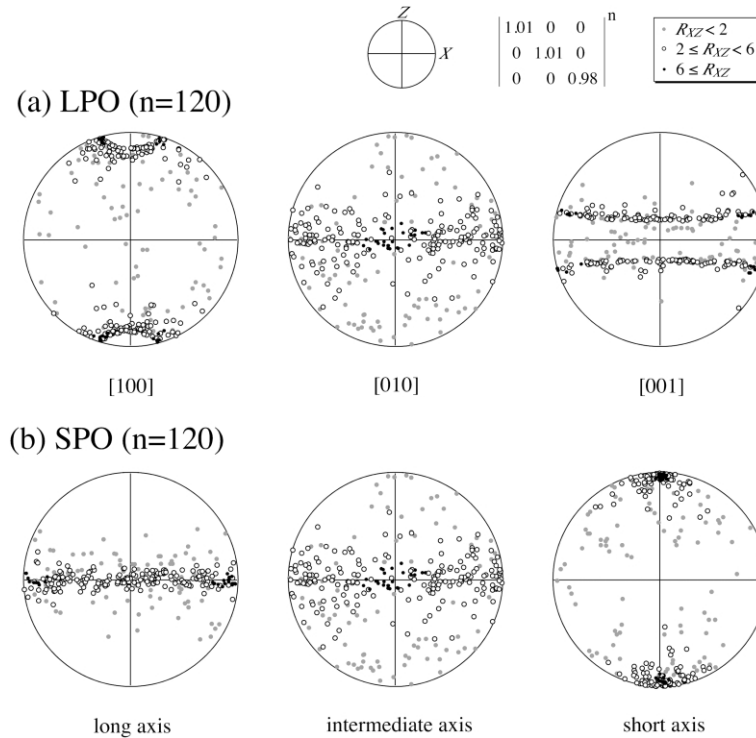 Z
X
1.01 0 0
0 1.01 0
0 0 0.98
n
R_XZ < 2
2 ≤ R_XZ < 6
6 ≤ R_XZ
(a) LPO (n=120)
[100] [010] [001]
(b) SPO (n=120)
long axis intermediate axis short axis